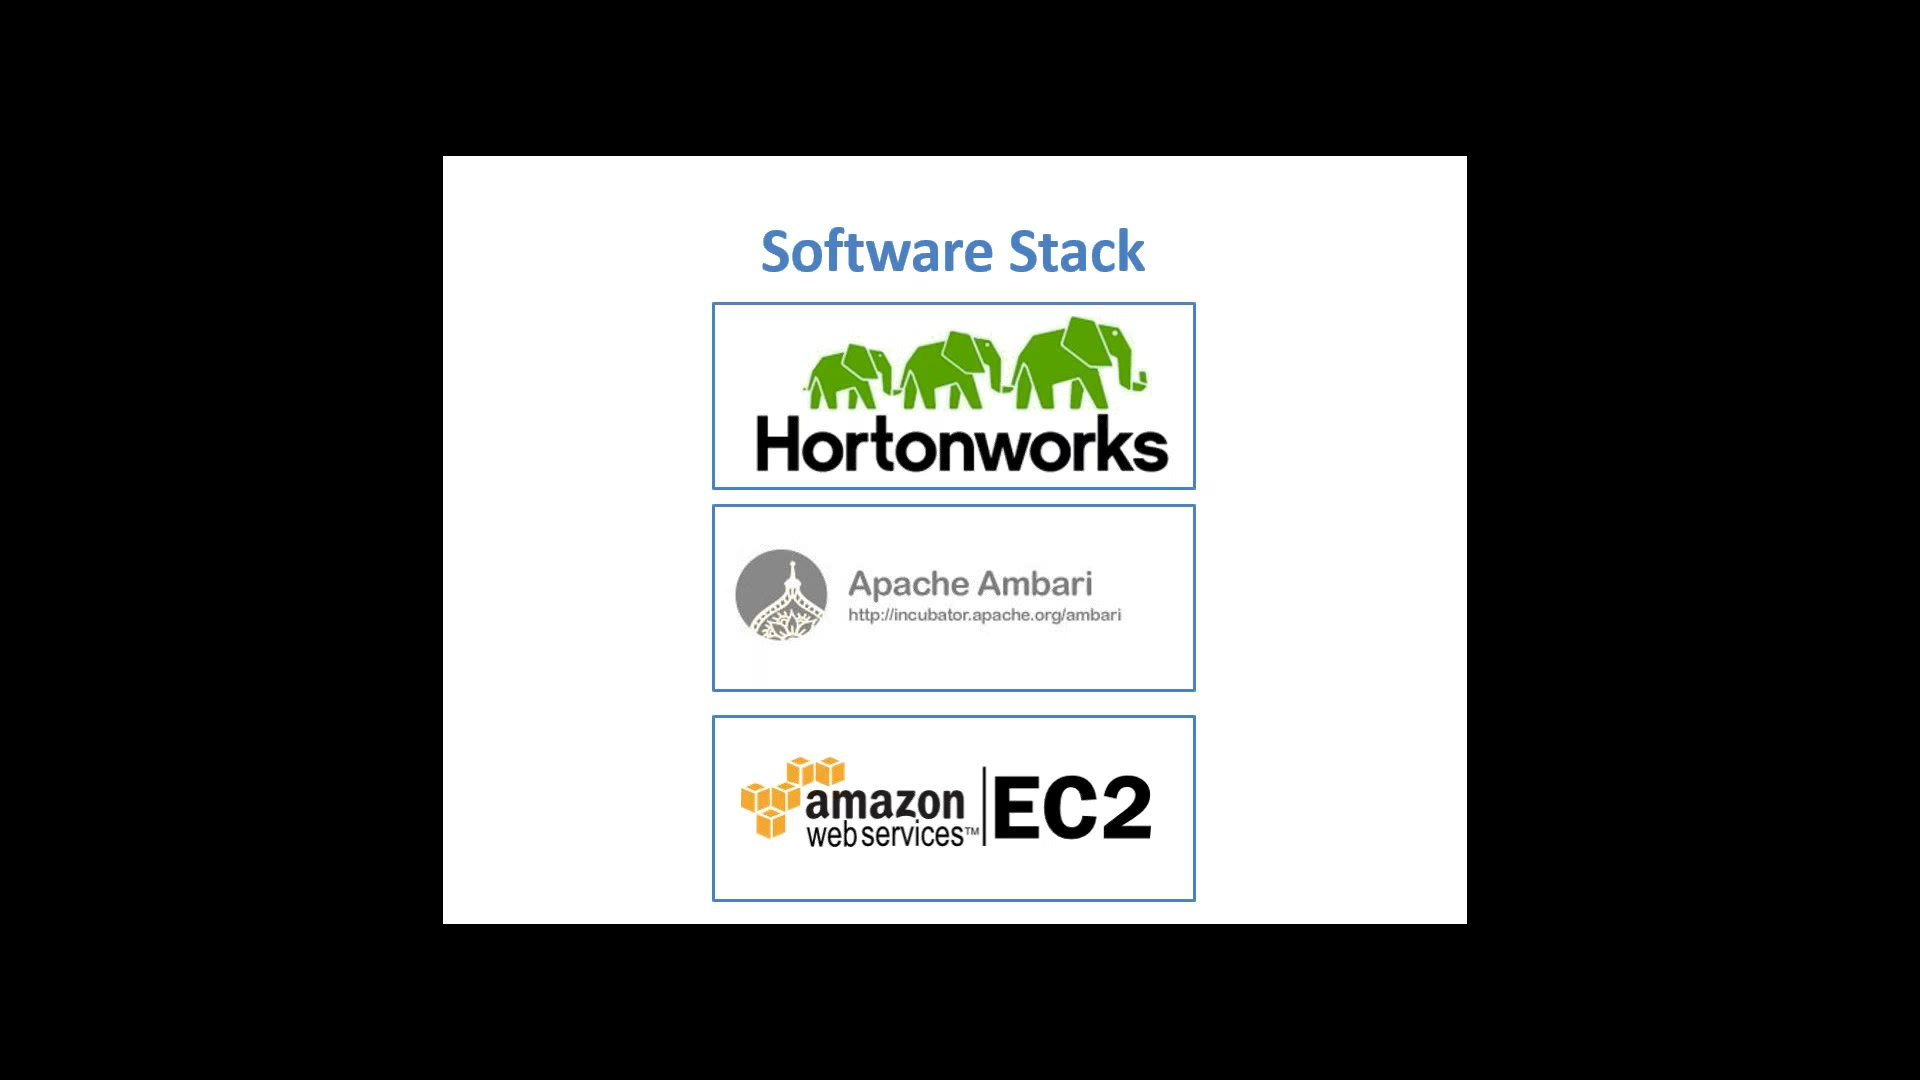 Software Stack
Hortonworks
Apache Ambari
http://incubator.apache.org/ambari
amazon
web services™
EC2